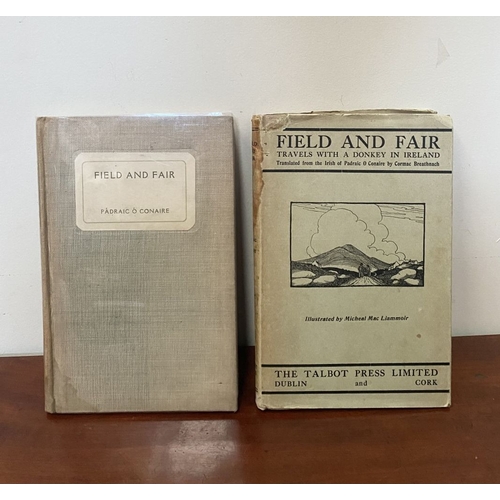 FIELD AND FAIR
PÁDRAIC Ó CONAIRE
FIELD AND FAIR
TRAVELS WITH A DONKEY IN IRELAND
Translated from the Irish of Padraic O Conaire by Cormac Breathnach
Illustrated by Micheal Mac Liammoir
THE TALBOT PRESS LIMITED
DUBLIN and CORK